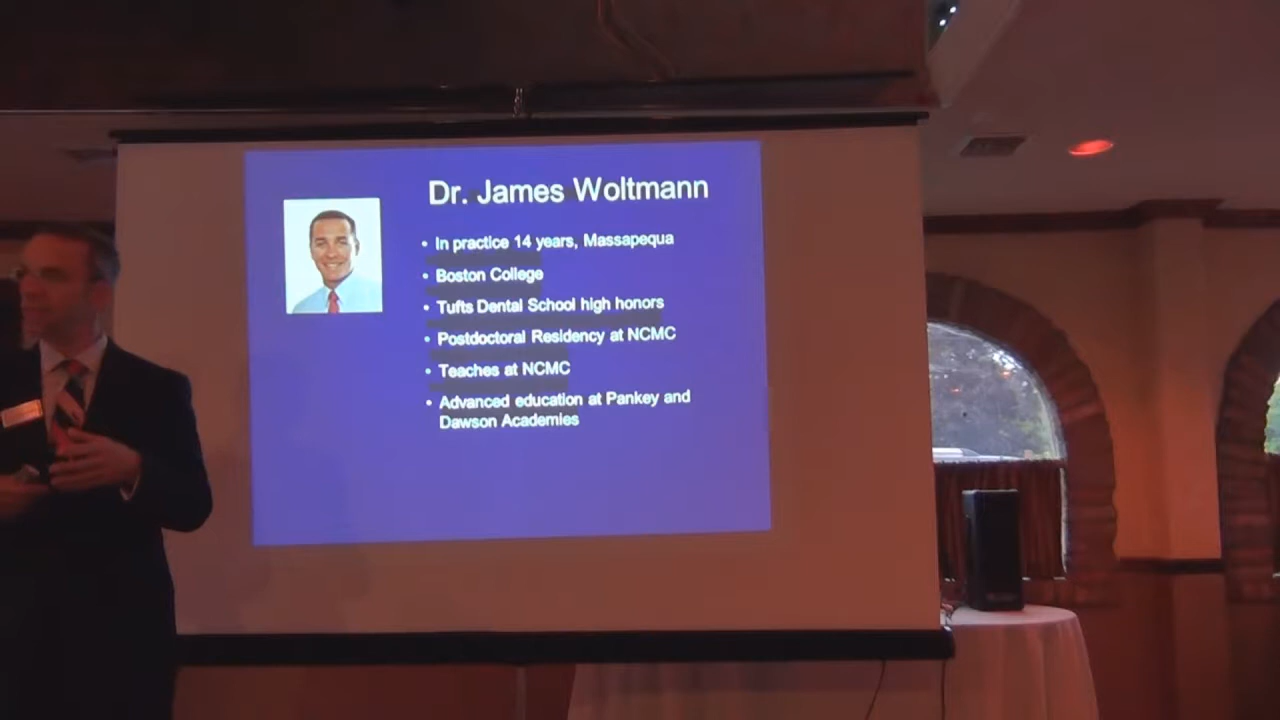 Dr. James Woltmann
• In practice 14 years, Massapequa
• Boston College
• Tufts Dental School high honors
• Postdoctoral Residency at NCMC
• Teaches at NCMC
• Advanced education at Pankey and
Dawson Academies